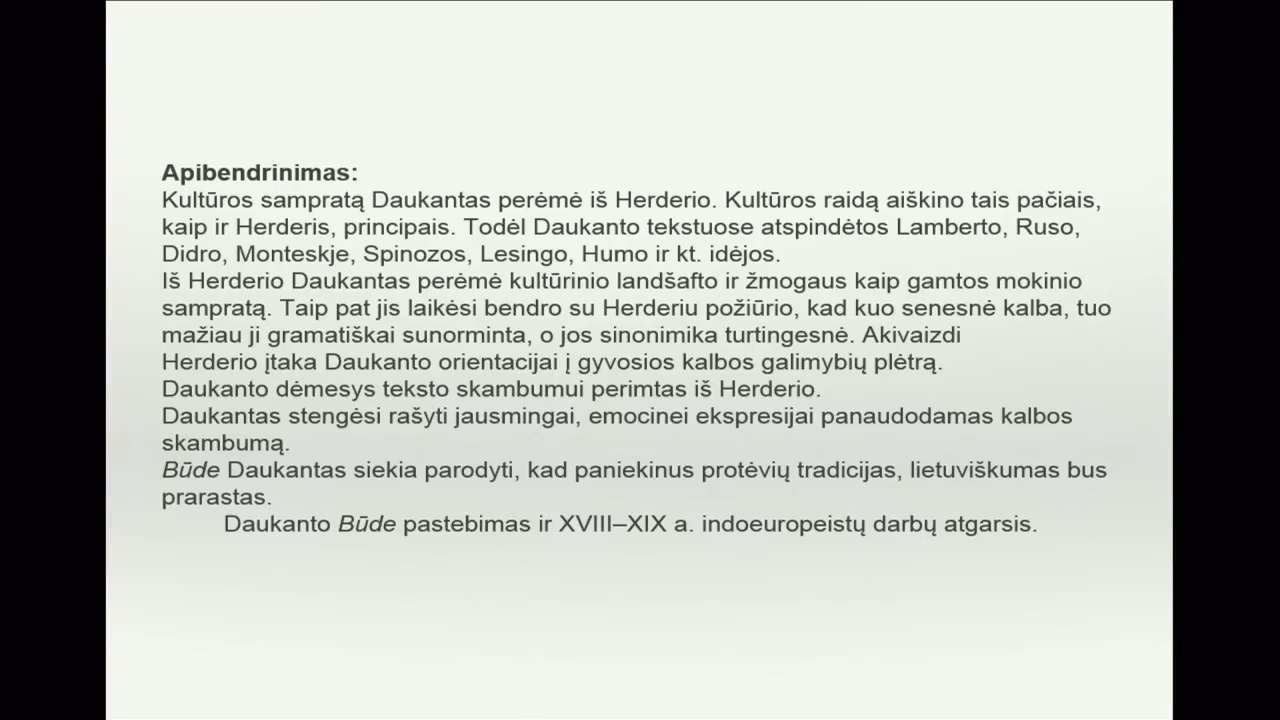 Apibendrinimas:
Kultūros sampratą Daukantas perėmė iš Herderio. Kultūros raidą aiškino tais pačiais,
kaip ir Herderis, principais. Todėl Daukanto tekstuose atspindėtos Lamberto, Ruso,
Didro, Monteskje, Spinozos, Lesingo, Humo ir kt. idėjos.
Iš Herderio Daukantas perėmė kultūrinio landšafto ir žmogaus kaip gamtos mokinio
sampratą. Taip pat jis laikėsi bendro su Herderiu požiūrio, kad kuo senesnė kalba, tuo
mažiau ji gramatiškai sunorminta, o jos sinonimika turtingesnė. Akivaizdi
Herderio įtaka Daukanto orientacijai į gyvosios kalbos galimybių plėtrą.
Daukanto dėmesys teksto skambumui perimtas iš Herderio.
Daukantas stengėsi rašyti jausmingai, emocinei ekspresijai panaudodamas kalbos
skambumą.
Būde Daukantas siekia parodyti, kad paniekinus protėvių tradicijas, lietuviškumas bus
prarastas.
Daukanto Būde pastebimas ir XVIII–XIX a. indoeuropeistų darbų atgarsis.